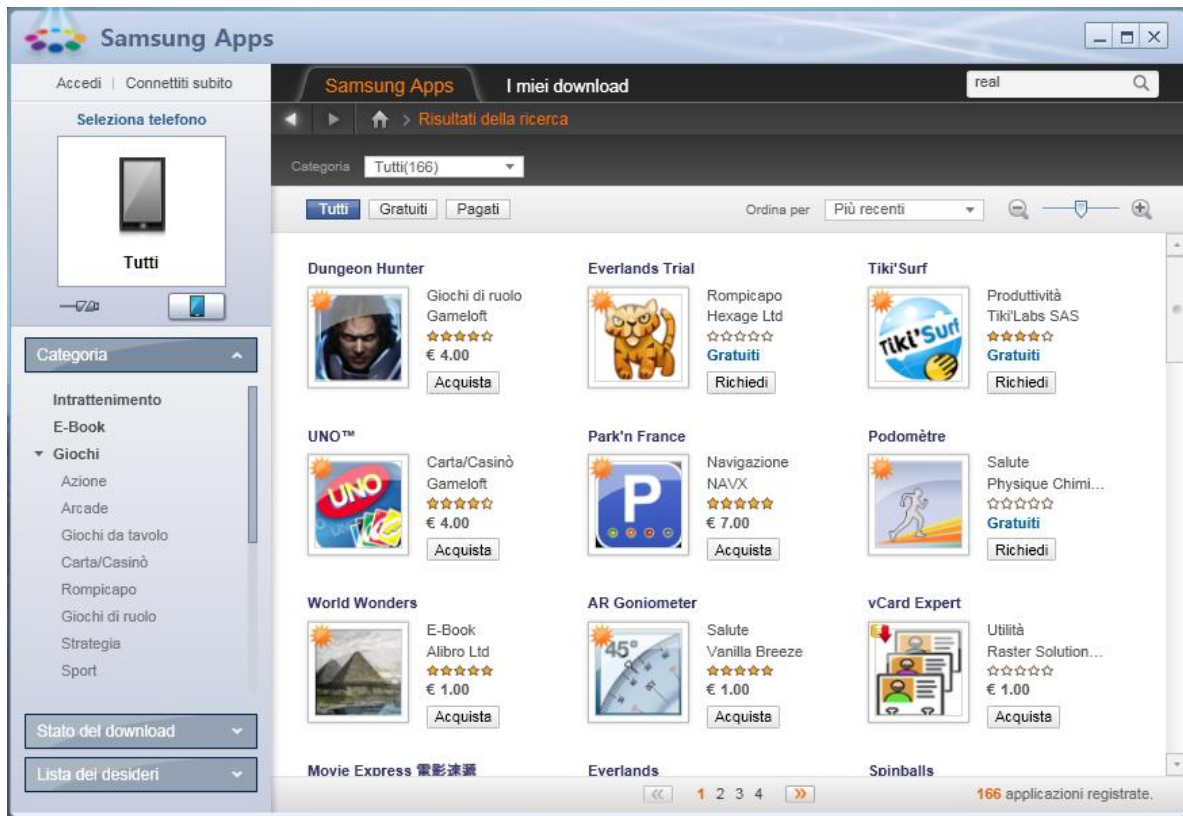 Samsung Apps
Accedi | Connettiti subito
Seleziona telefono
Tutti
Categoria
Intrattenimento
E-Book
Giochi
Azione
Arcade
Giochi da tavolo
Carta/Casinò
Rompicapo
Giochi di ruolo
Strategia
Sport
Stato del download
Lista dei desideri
Samsung Apps
I miei download
real
> Risultati della ricerca
Categoria Tutti(166)
Tutti Gratuiti Pagati
Ordina per Più recenti
Dungeon Hunter
Giochi di ruolo
Gameloft
€ 4.00
Acquista
Everlands Trial
Rompicapo
Hexage Ltd
Gratuiti
Richiedi
Tiki'Surf
Tiki'Surf
Produttività
Tiki'Labs SAS
Gratuiti
Richiedi
UNO™
UNO
Carta/Casinò
Gameloft
€ 4.00
Acquista
Park'n France
P
Navigazione
NAVX
€ 7.00
Acquista
Podomètre
Salute
Physique Chimi...
Gratuiti
Richiedi
World Wonders
E-Book
Alibro Ltd
€ 1.00
Acquista
AR Goniometer
45°
Salute
Vanilla Breeze
€ 1.00
Acquista
vCard Expert
Utilità
Raster Solution...
€ 1.00
Acquista
Movie Express 電影速遞
Everlands
Spinballs
1 2 3 4
166 applicazioni registrate.